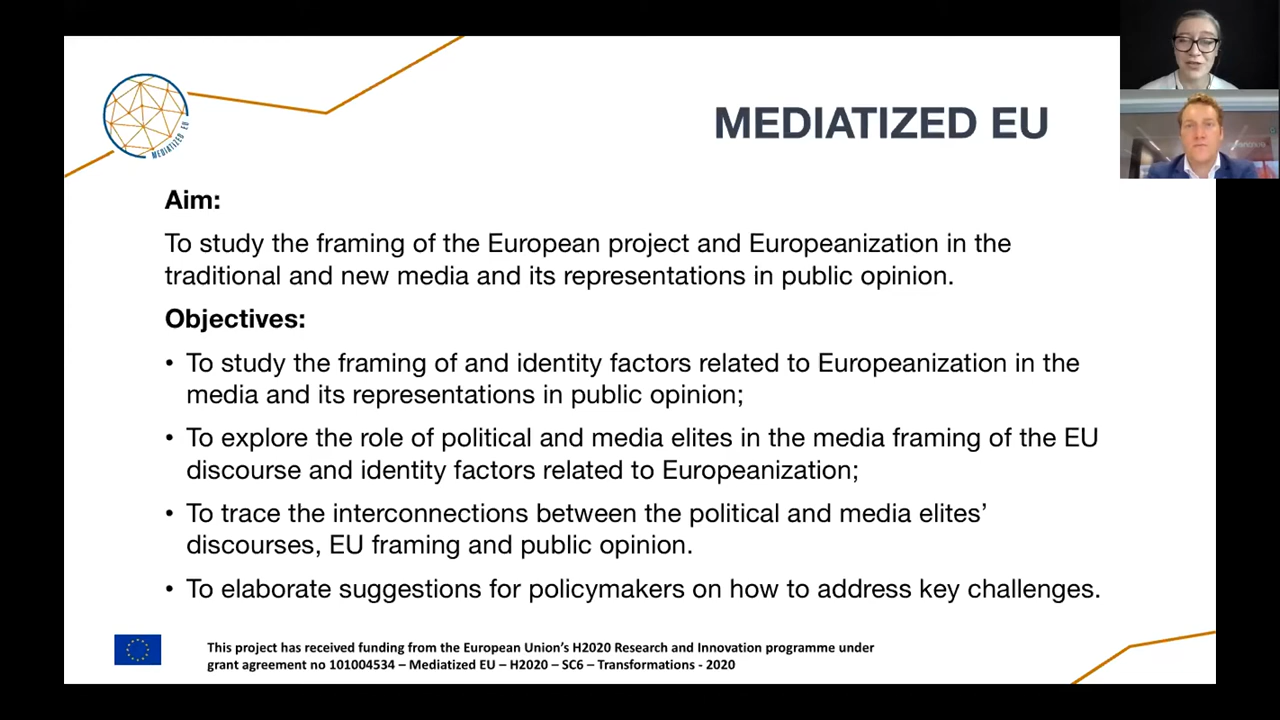 MEDIATIZED EU
MEDIATIZED EU
Aim:
To study the framing of the European project and Europeanization in the
traditional and new media and its representations in public opinion.
Objectives:
• To study the framing of and identity factors related to Europeanization in the
media and its representations in public opinion;
• To explore the role of political and media elites in the media framing of the EU
discourse and identity factors related to Europeanization;
• To trace the interconnections between the political and media elites’
discourses, EU framing and public opinion.
• To elaborate suggestions for policymakers on how to address key challenges.
This project has received funding from the European Union’s H2020 Research and Innovation programme under
grant agreement no 101004534 – Mediatized EU – H2020 – SC6 – Transformations - 2020